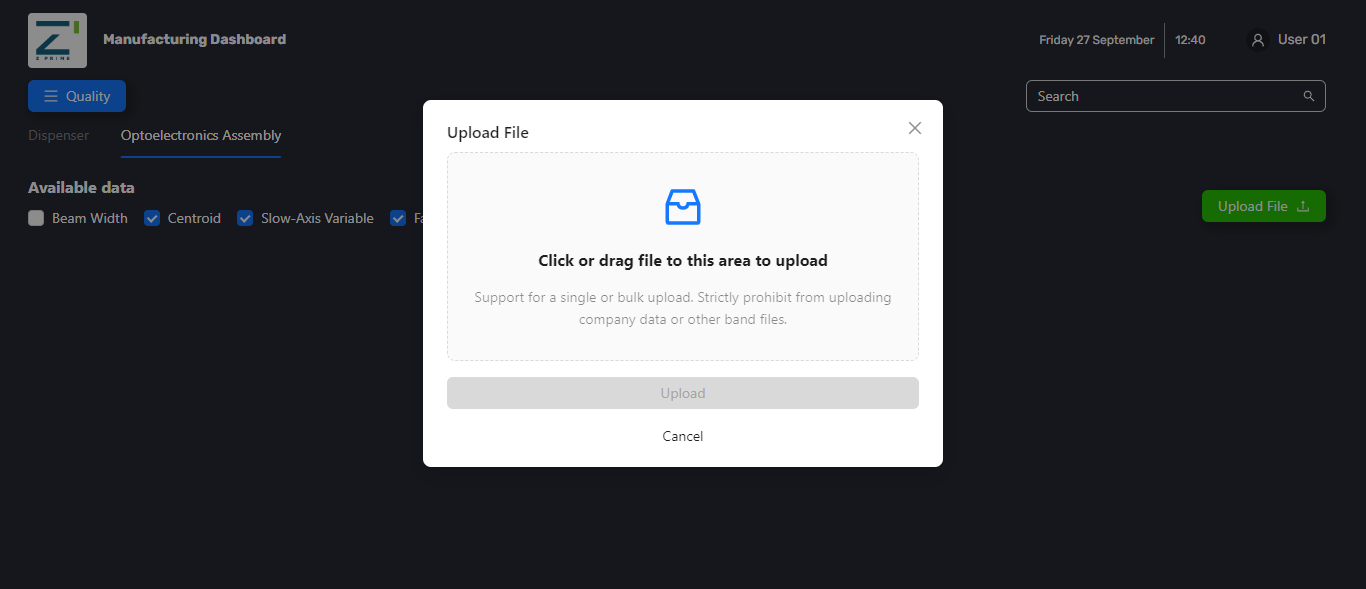 Z PRIME
Manufacturing Dashboard
Friday 27 September
12:40
User 01
Quality
Search
Dispenser
Optoelectronics Assembly
Available data
Beam Width
Centroid
Slow-Axis Variable
Fa
Upload File
Upload File
Click or drag file to this area to upload
Support for a single or bulk upload. Strictly prohibit from uploading
company data or other band files.
Upload
Cancel